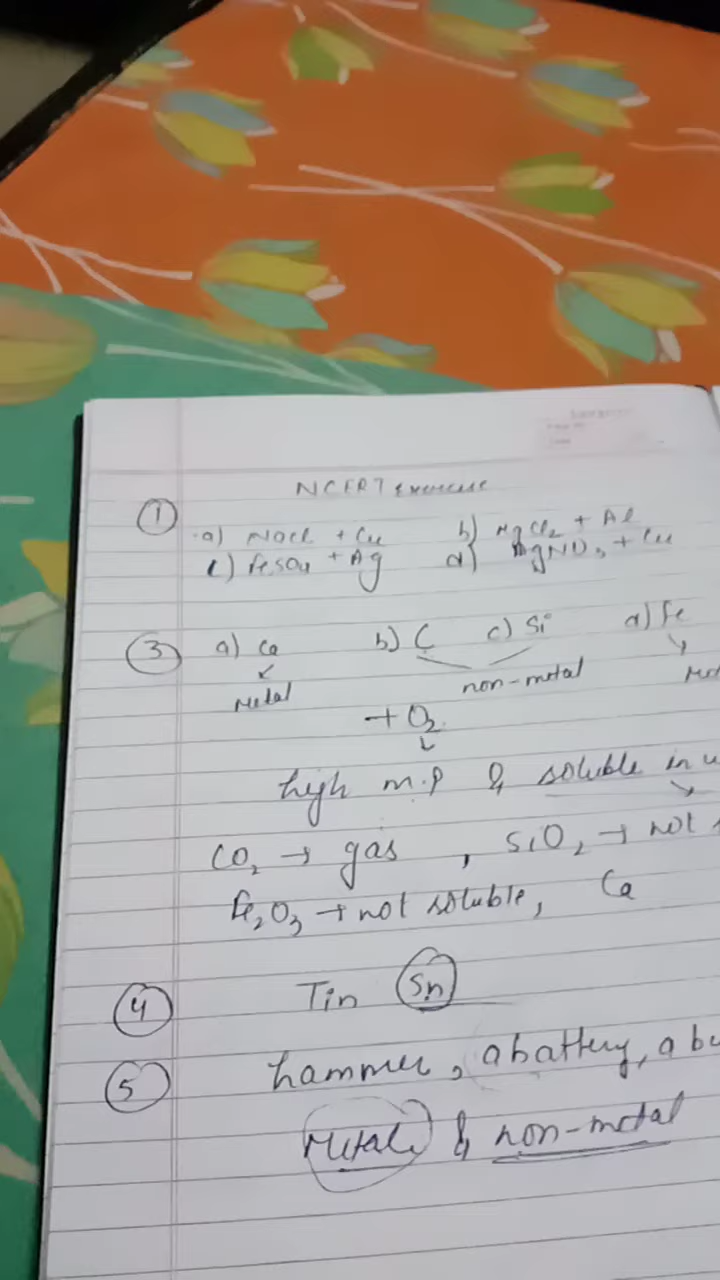 NCERT Exercise
① a) NaCl + Cu b) MgCl₂ + Al
c) FeSO₄ + Ag d) AgNO₃ + Cu
③ a) Ca b) C c) Si d) Fe
↙ ↘
Metal non-metal
+ O₂
↓
high m.p & soluble in
CO₂ → gas , SiO₂ → not
Fe₂O₃ → not soluble, Ca
④ Tin Sn
⑤ hammer, a battery, a
Metals & non-metal